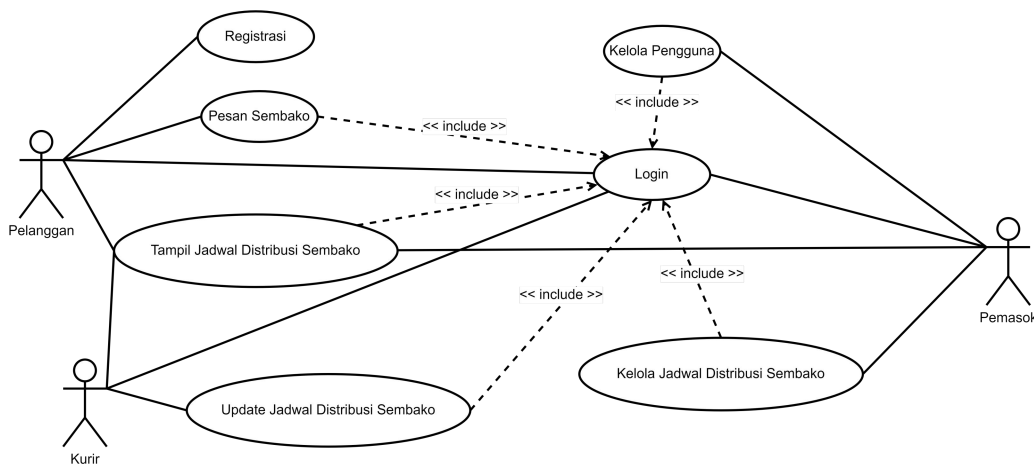 Registrasi
Kelola Pengguna
<< include >>
Pesan Sembako
<< include >>
Login
<< include >>
Pelanggan
Tampil Jadwal Distribusi Sembako
<< include >>
<< include >>
Pemasok
Kelola Jadwal Distribusi Sembako
Update Jadwal Distribusi Sembako
Kurir